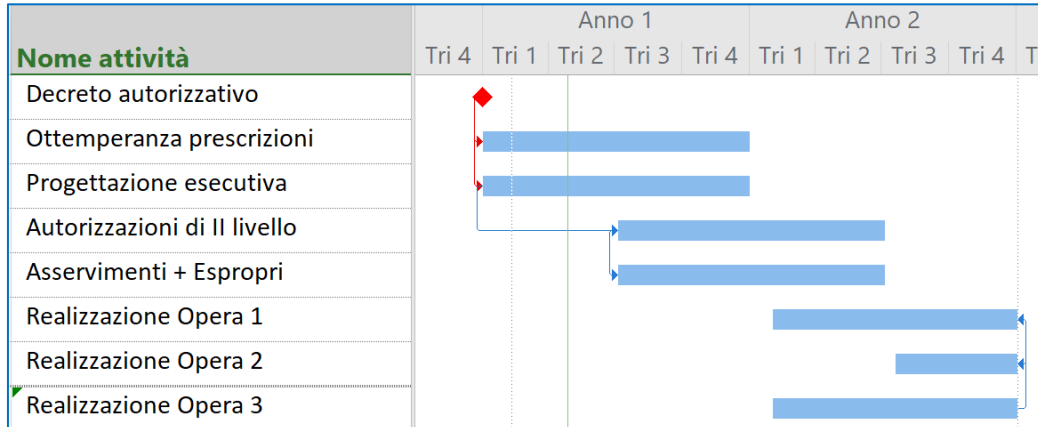 Anno 1 Anno 2
Nome attività Tri 4 Tri 1 Tri 2 Tri 3 Tri 4 Tri 1 Tri 2 Tri 3 Tri 4 T
Decreto autorizzativo
Ottemperanza prescrizioni
Progettazione esecutiva
Autorizzazioni di II livello
Asservimenti + Espropri
Realizzazione Opera 1
Realizzazione Opera 2
Realizzazione Opera 3